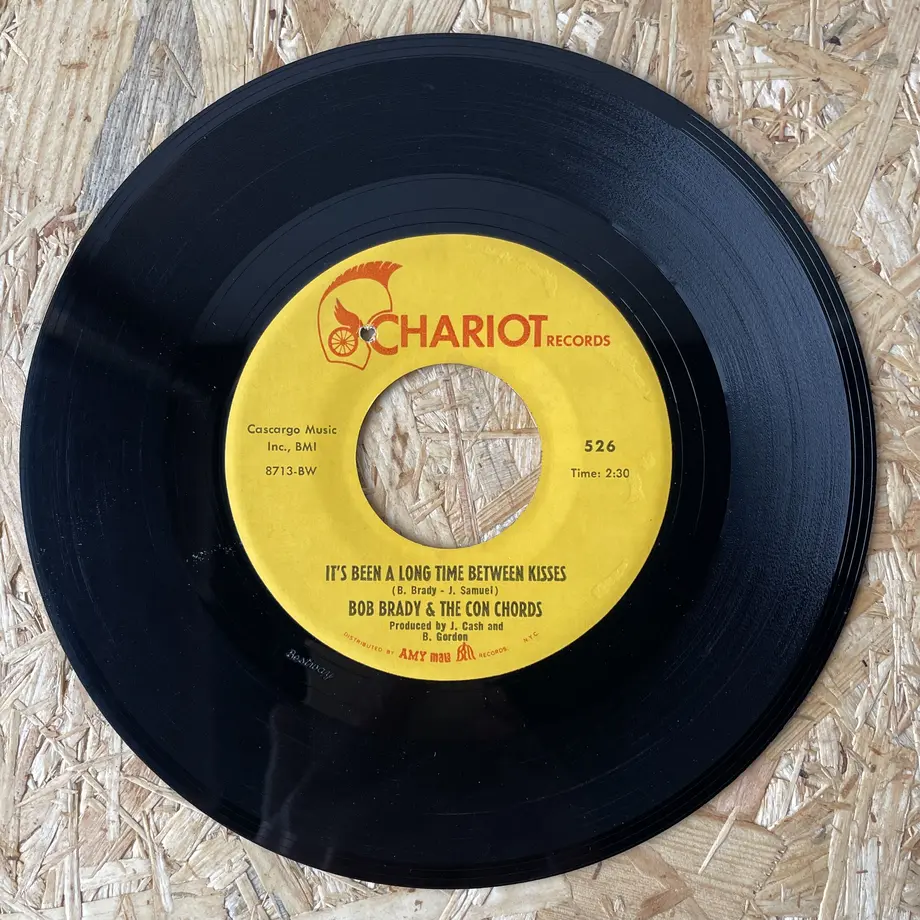 CHARIOT RECORDS
Cascargo Music
Inc., BMI
8713-BW
526
Time: 2:30
IT'S BEEN A LONG TIME BETWEEN KISSES
(B. Brady - J. Samuel)
BOB BRADY & THE CON CHORDS
Produced by J. Cash and
B. Gordon
DISTRIBUTED BY AMY mala Bell RECORDS. N.Y.C.
Bestway